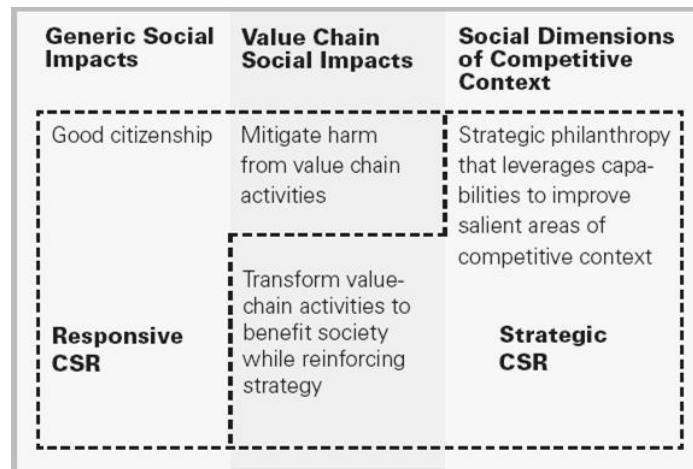 Generic Social
Impacts
Value Chain
Social Impacts
Social Dimensions
of Competitive
Context
Good citizenship
Mitigate harm
from value chain
activities
Strategic philanthropy
that leverages capa-
bilities to improve
salient areas of
competitive context
Transform value-
chain activities to
benefit society
while reinforcing
strategy
Responsive
CSR
Strategic
CSR